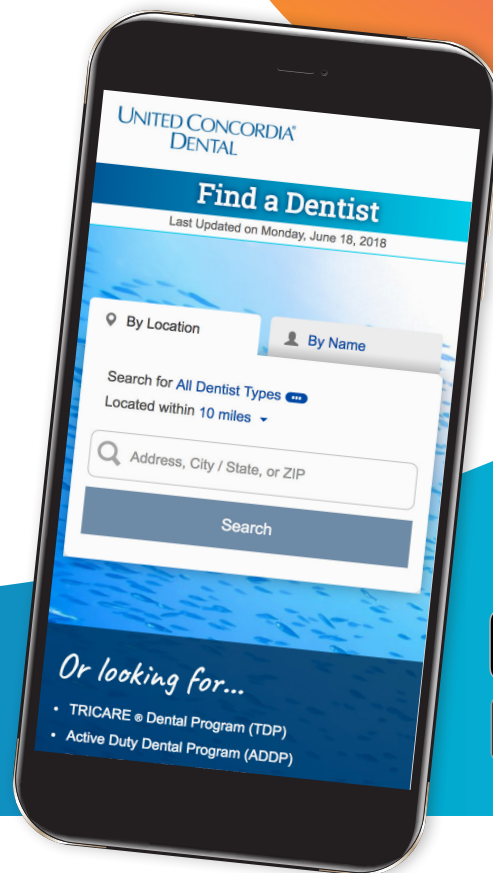 UNITED CONCORDIA®
DENTAL
Find a Dentist
Last Updated on Monday, June 18, 2018
By Location
By Name
Search for All Dentist Types •••
Located within 10 miles
Address, City / State, or ZIP
Search
Or looking for...
• TRICARE ® Dental Program (TDP)
• Active Duty Dental Program (ADDP)